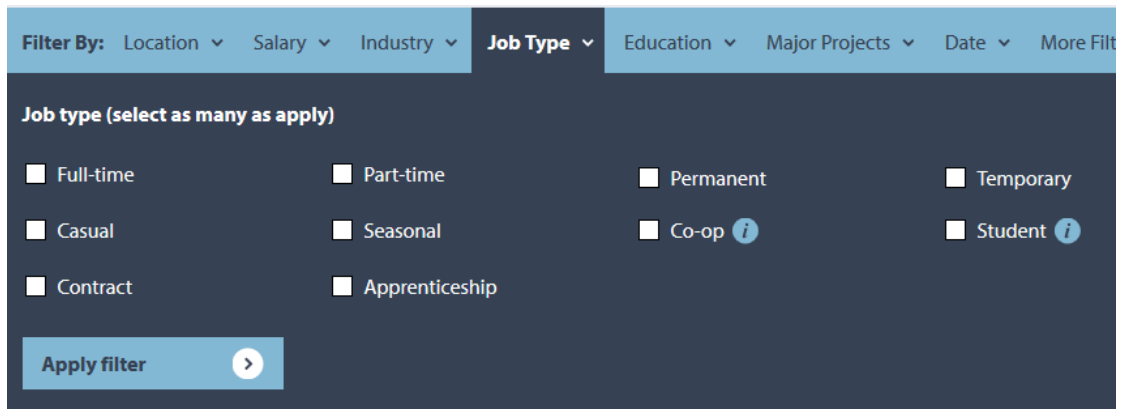 Filter By: Location Salary Industry Job Type Education Major Projects Date More Filt
Job type (select as many as apply)
Full-time Part-time Permanent Temporary
Casual Seasonal Co-op i Student i
Contract Apprenticeship
Apply filter